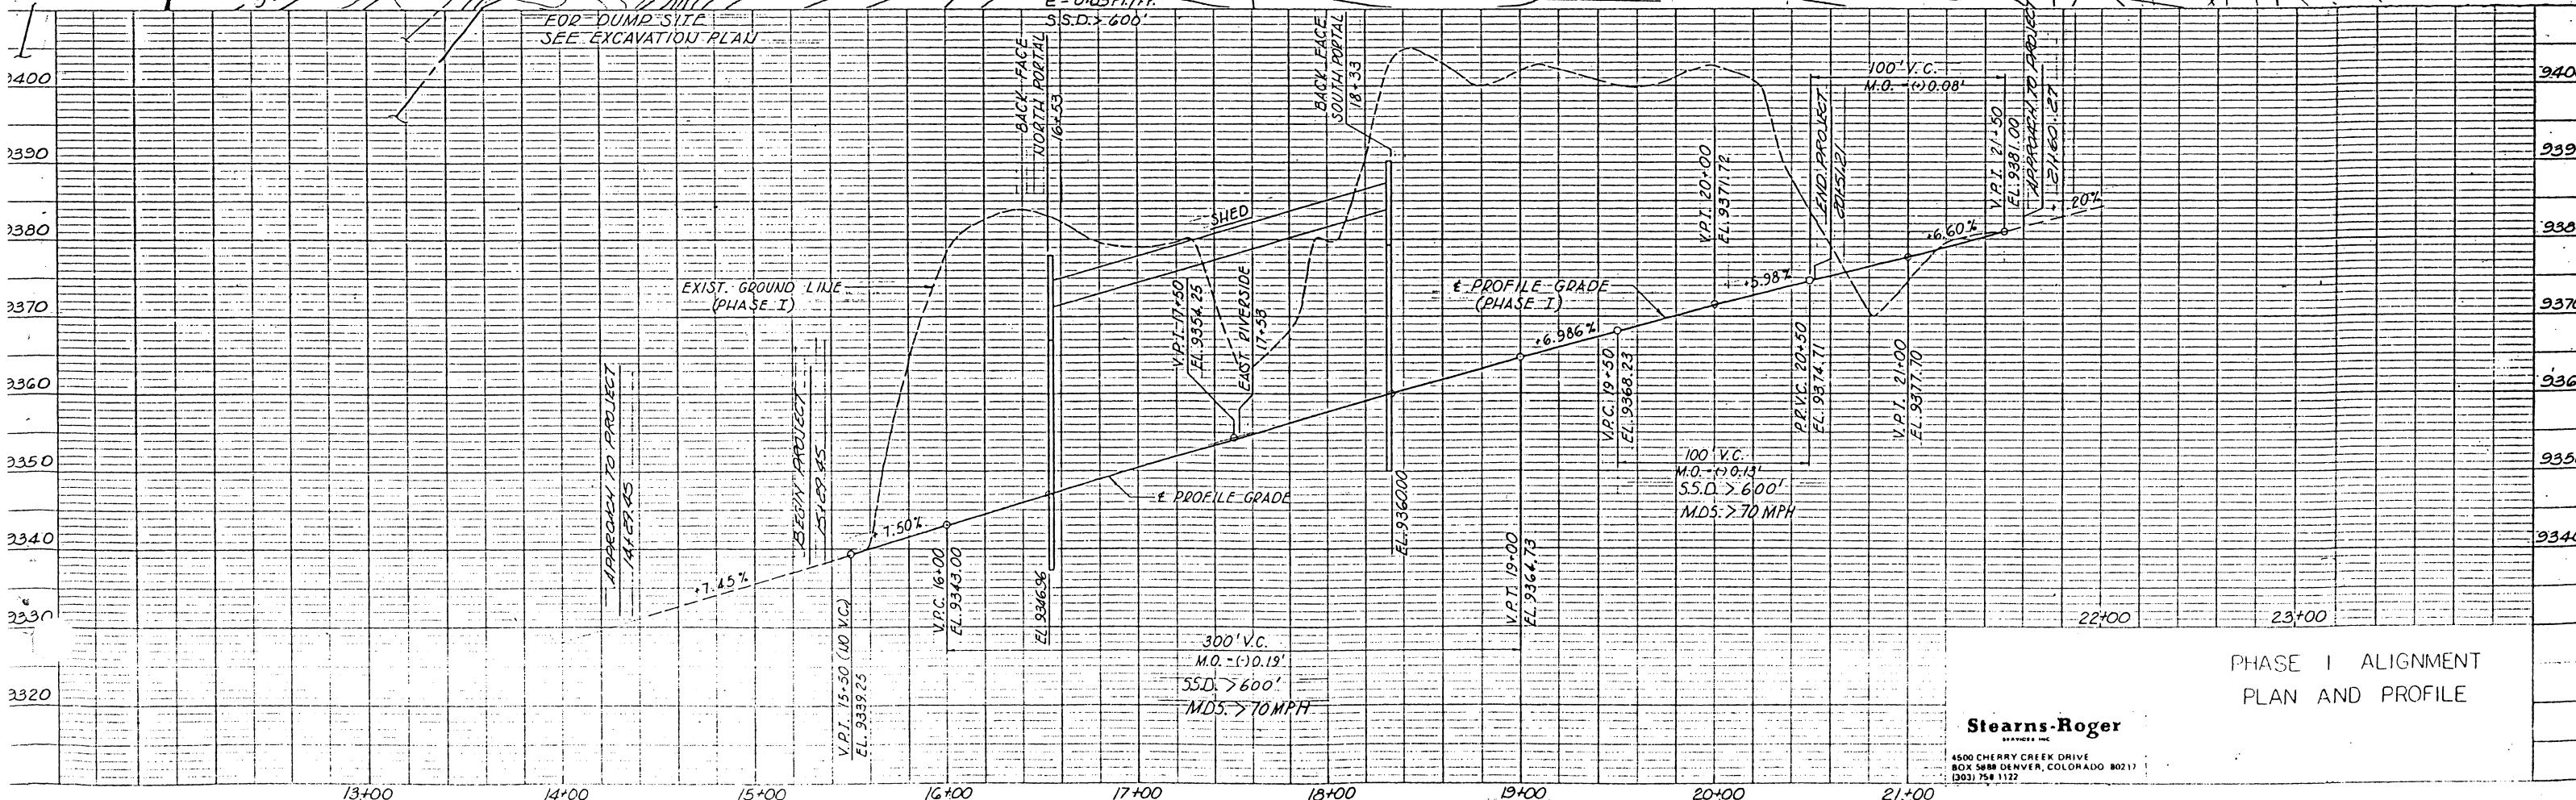 FOR DUMP SITE
SEE EXCAVATION PLAN
S.S.D. > 600'
BACK FACE
NORTH PORTAL
16+53
BACK FACE
SOUTH PORTAL
18+33
100' V.C.
M.O. = (+)0.08'
END PROJECT
V.P.T. 21+50
EL. 9381.00
APPROACH TO PROJECT
21+60.27
9400
9390
9380
9370
9360
9350
9340
9330
9320
EXIST. GROUND LINE
(PHASE I)
SHED
V.P.I. 17+50
EL. 9354.25
EAST RIVERSIDE
17+53
₵ PROFILE GRADE
(PHASE I)
V.P.T. 20+00
EL. 9371.72
+5.98%
+6.60%
+6.986%
APPROACH TO PROJECT
14+29.45
BEGIN PROJECT
15+29.45
+7.45%
+7.50%
₵ PROFILE GRADE
V.P.T. 15+50 (NO V.C.)
EL. 9339.25
V.P.C. 16+00
EL. 9343.00
EL. 9346.96
300' V.C.
M.O. = (-)0.19'
S.S.D. > 600'
M.D.S. > 70 MPH
EL. 9360.00
V.P.T. 19+00
EL. 9364.73
V.P.C. 19+50
EL. 9368.23
100' V.C.
M.O. = (-)0.13'
S.S.D. > 600'
M.D.S. > 70 MPH
P.R.V.C. 20+50
EL. 9374.71
V.P.T. 21+00
EL. 9377.70
22+00 23+00
PHASE I ALIGNMENT
PLAN AND PROFILE
Stearns-Roger
SERVICES INC
4500 CHERRY CREEK DRIVE
BOX 5888 DENVER, COLORADO 80217
(303) 758 1122
13+00 14+00 15+00 16+00 17+00 18+00 19+00 20+00 21+00